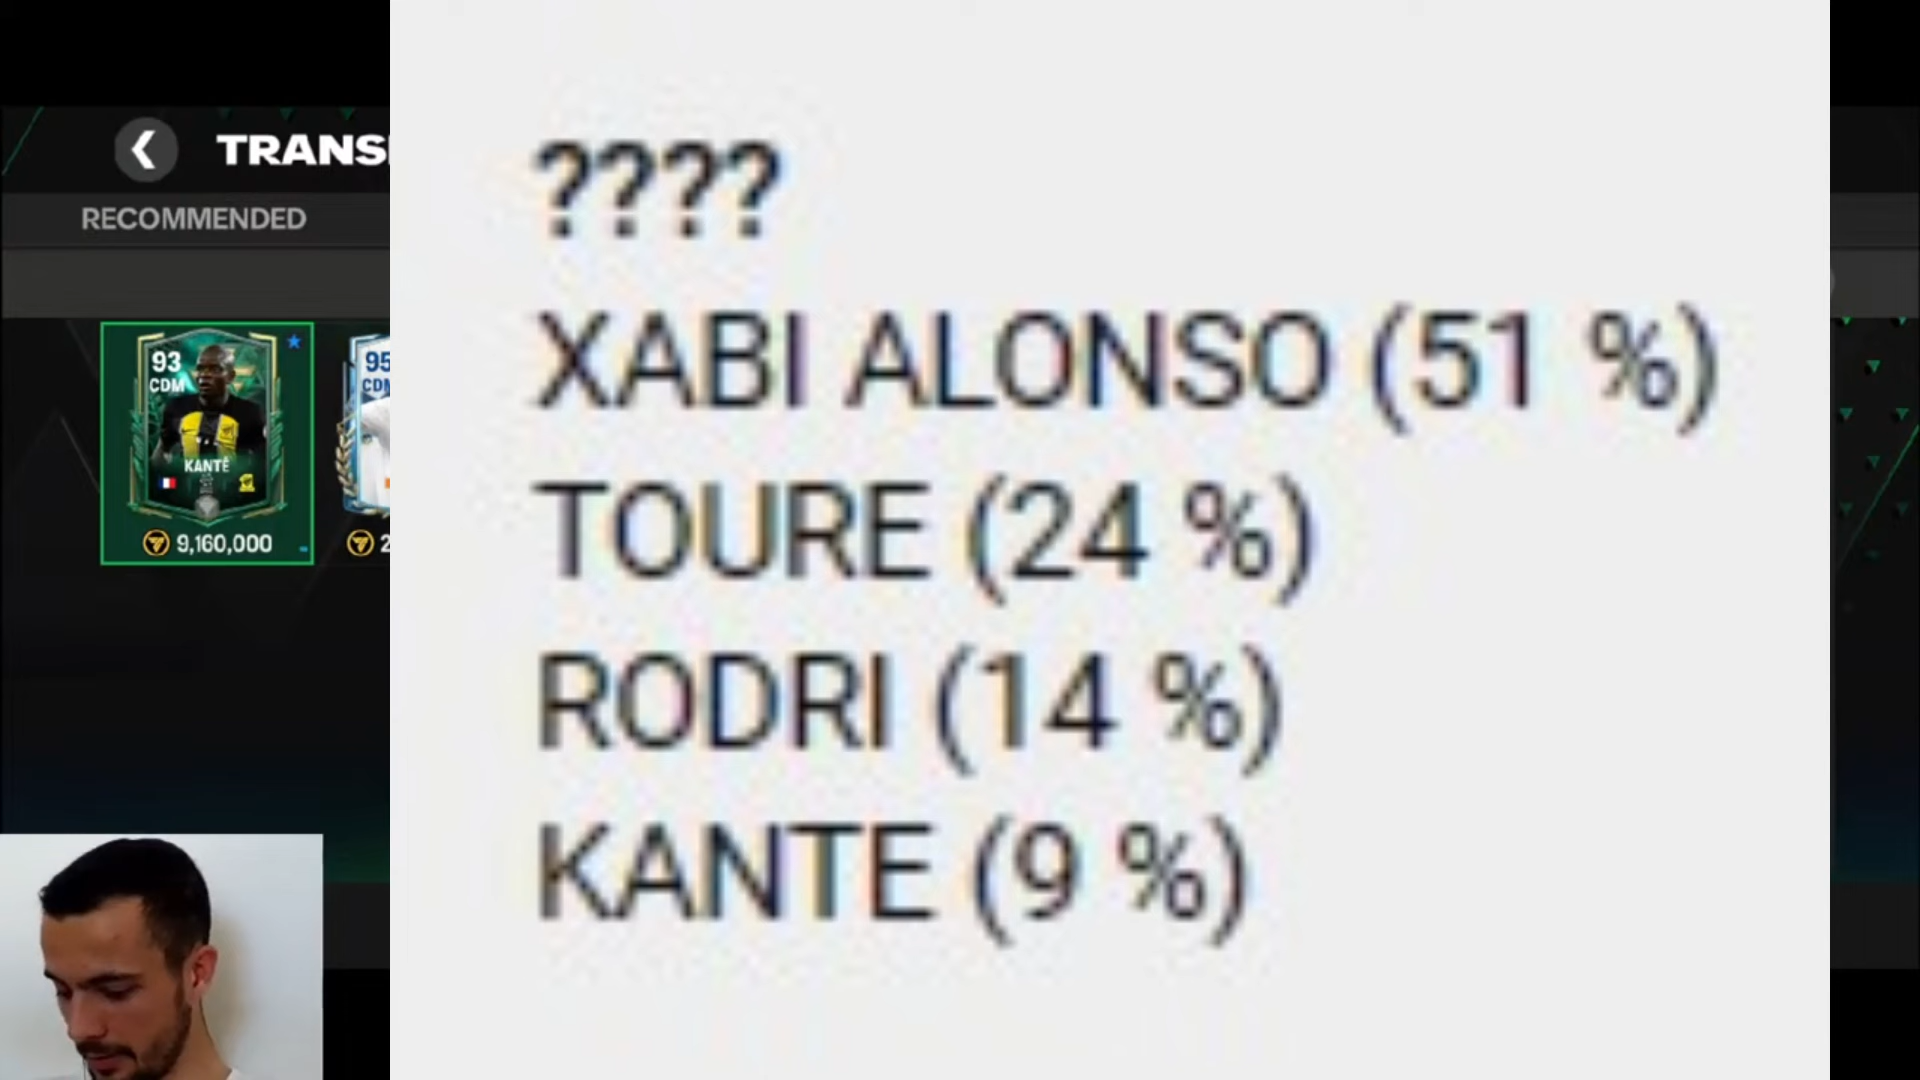 TRANS
RECOMMENDED
93
CDM
KANTÉ
9,160,000
95
CDM
2
????
XABI ALONSO (51 %)
TOURE (24 %)
RODRI (14 %)
KANTE (9 %)